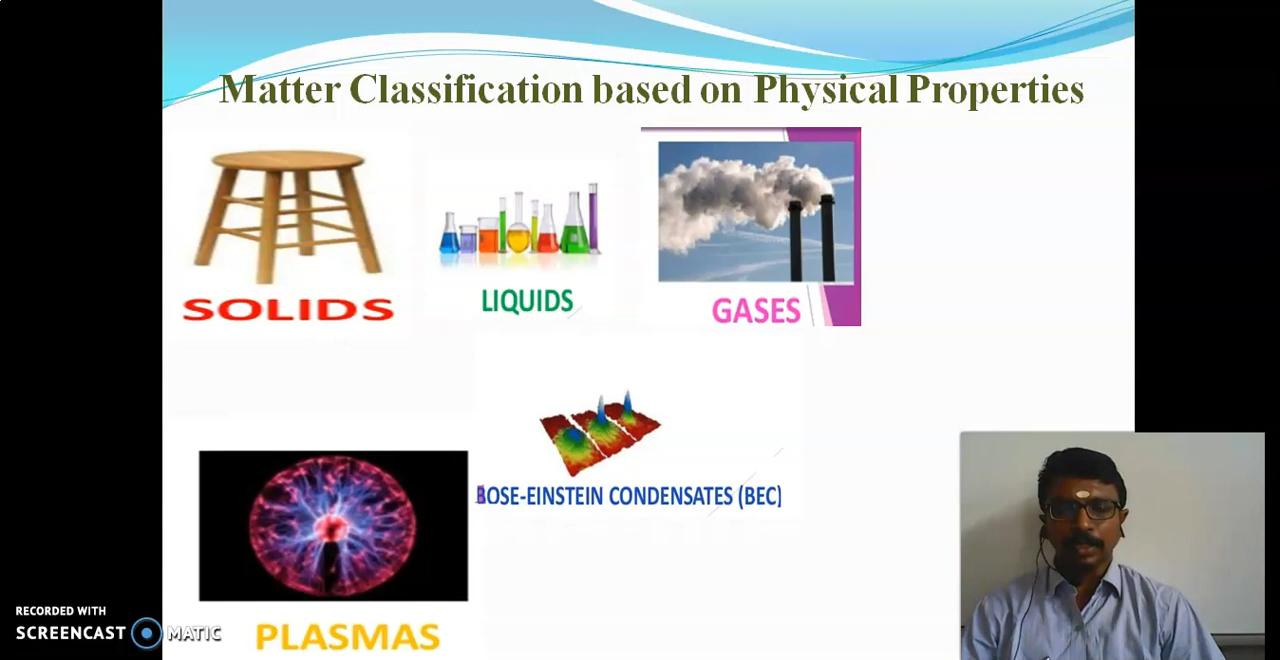 Matter Classification based on Physical Properties
SOLIDS
LIQUIDS
GASES
BOSE-EINSTEIN CONDENSATES (BEC)
PLASMAS
RECORDED WITH
SCREENCAST MATIC